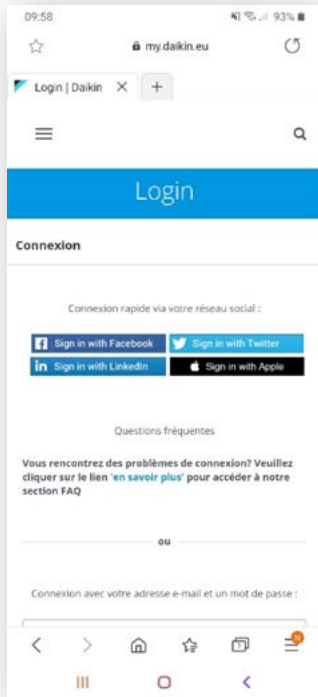 09:58
93%
my.daikin.eu
Login | Daikin
Login
Connexion
Connexion rapide via votre réseau social :
Sign in with Facebook
Sign in with Twitter
Sign in with LinkedIn
Sign in with Apple
Questions fréquentes
Vous rencontrez des problèmes de connexion? Veuillez
cliquer sur le lien 'en savoir plus' pour accéder à notre
section FAQ
ou
Connexion avec votre adresse e-mail et un mot de passe :
1
N